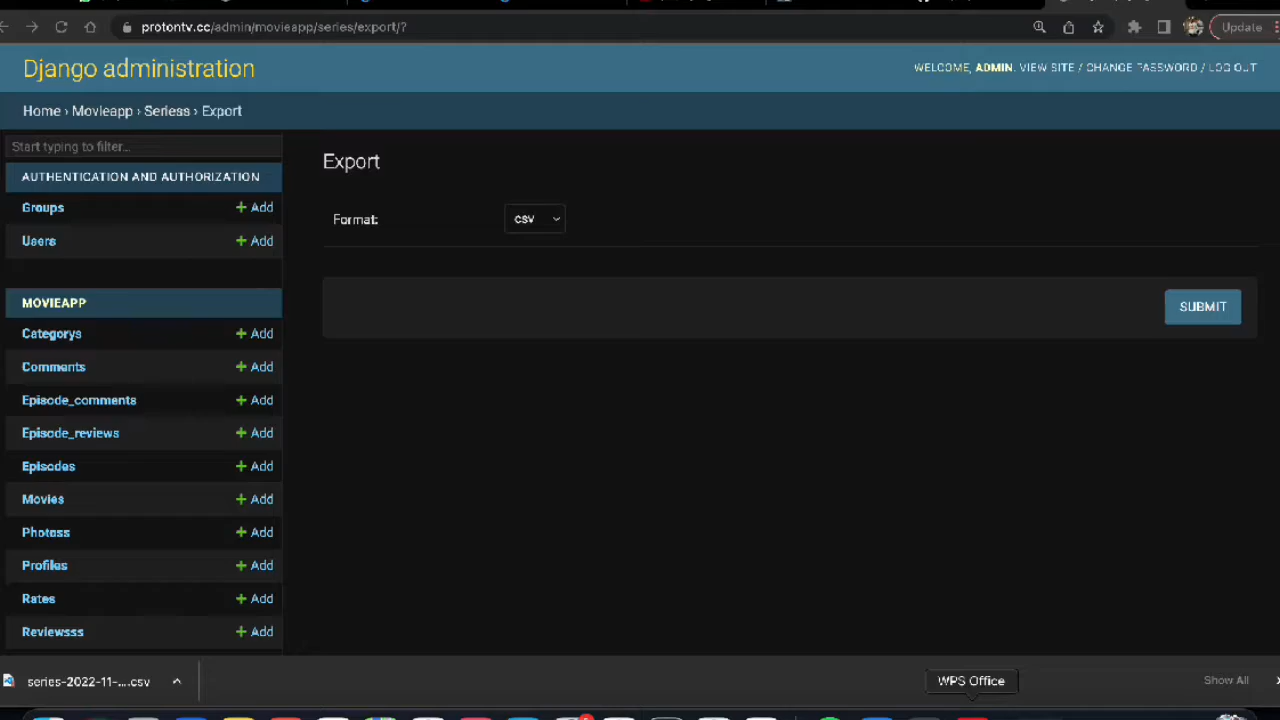 protontv.cc/admin/movieapp/series/export/?
Update
Django administration
WELCOME, ADMIN. VIEW SITE / CHANGE PASSWORD / LOG OUT
Home › Movieapp › Seriess › Export
Start typing to filter...
Export
AUTHENTICATION AND AUTHORIZATION
Groups + Add
Format: csv
Users + Add
MOVIEAPP
SUBMIT
Categorys + Add
Comments + Add
Episode_comments + Add
Episode_reviews + Add
Episodes + Add
Movies + Add
Photoss + Add
Profiles + Add
Rates + Add
Reviewsss + Add
series-2022-11-....csv
WPS Office
Show All